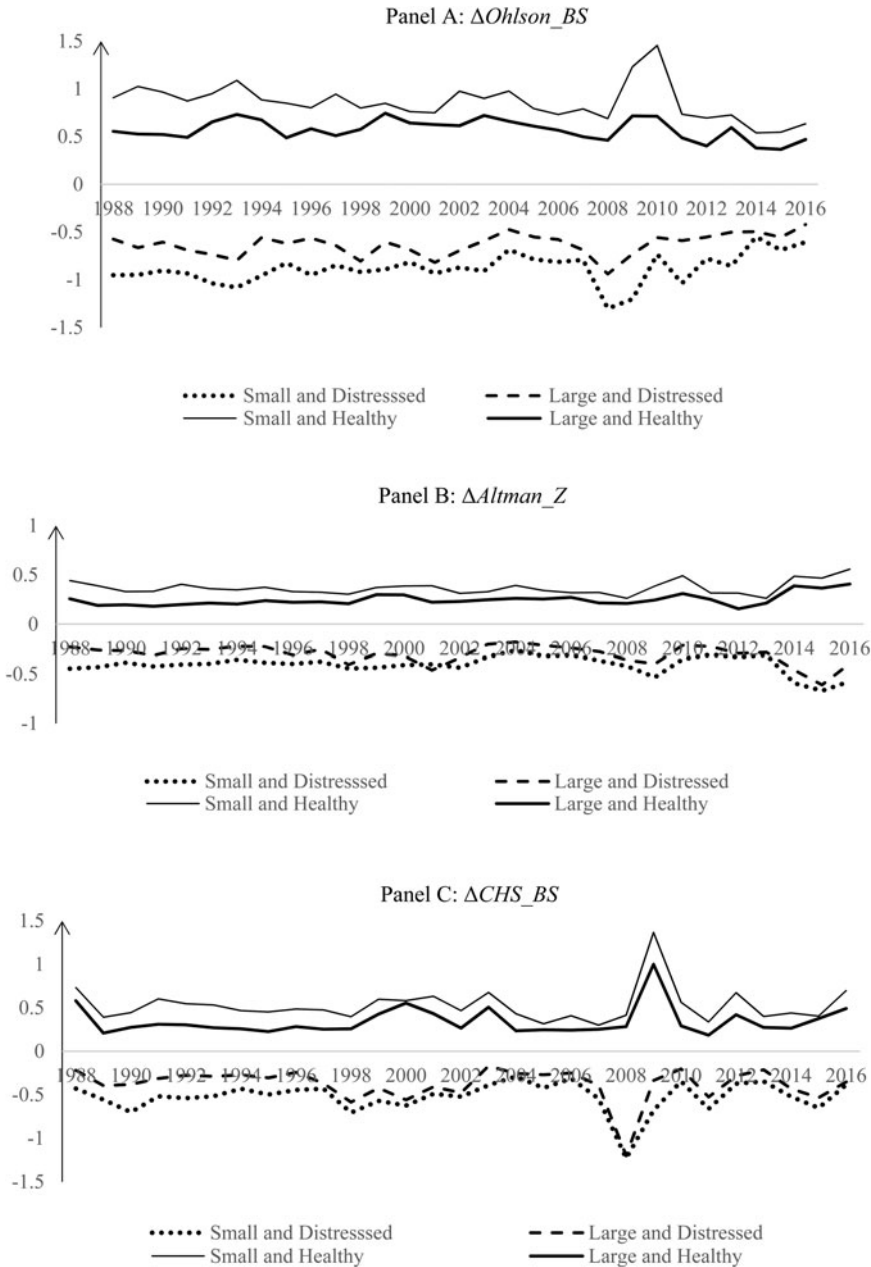 Panel A: ΔOhlson_BS
1.5
1
0.5
0
1988 1990 1992 1994 1996 1998 2000 2002 2004 2006 2008 2010 2012 2014 2016
-0.5
-1
-1.5
Small and Distresssed Large and Distressed
Small and Healthy Large and Healthy
Panel B: ΔAltman_Z
1
0.5
0
1988 1990 1992 1994 1996 1998 2000 2002 2004 2006 2008 2010 2012 2014 2016
-0.5
-1
Small and Distresssed Large and Distressed
Small and Healthy Large and Healthy
Panel C: ΔCHS_BS
1.5
1
0.5
0
1988 1990 1992 1994 1996 1998 2000 2002 2004 2006 2008 2010 2012 2014 2016
-0.5
-1
-1.5
Small and Distresssed Large and Distressed
Small and Healthy Large and Healthy